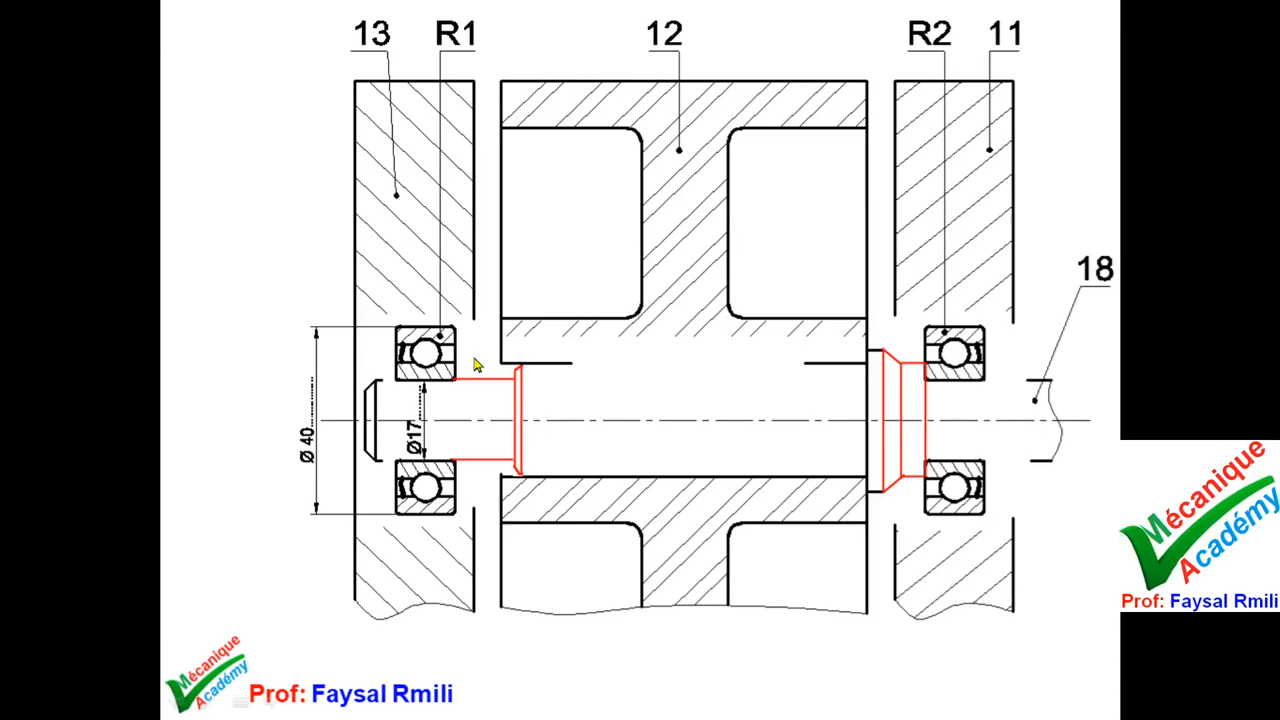 13
R1
12
R2
11
18
Ø 40
Ø17
Mécanique
Académy
Prof: Faysal Rmili
Mécanique
Académy
Prof: Faysal Rmili